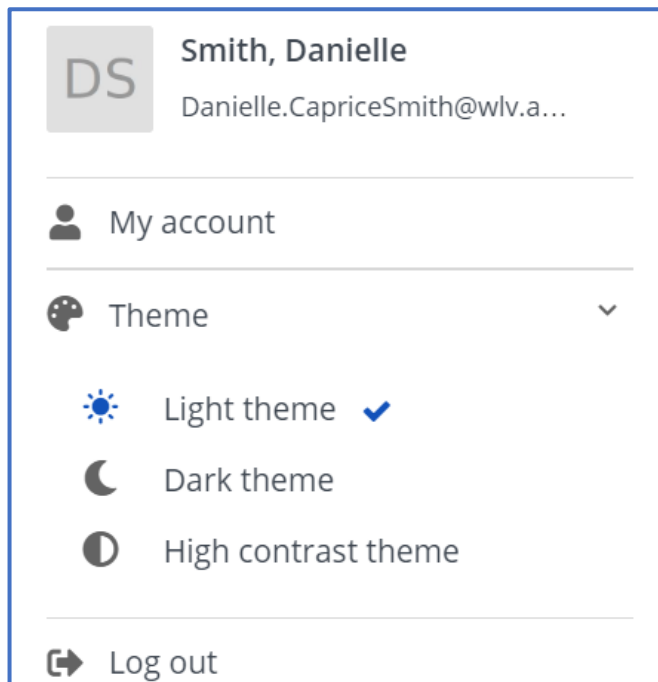 DS
Smith, Danielle
Danielle.CapriceSmith@wlv.a...
My account
Theme
Light theme
Dark theme
High contrast theme
Log out